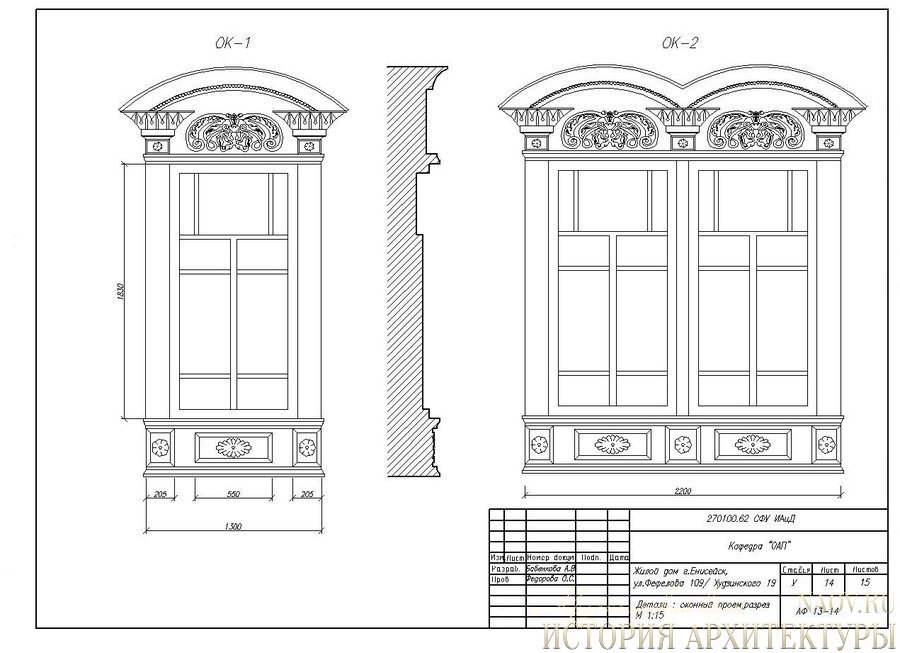 ОК-1
ОК-2
1830
205
550
205
1300
2200
270100.62 СФУ ИАиД
Кафедра "ОАП"
Изм Лист Номер докум Подп. Дата
Разраб. Бабенкова А.В
Пров Федорова О.С.
Жилой дом г.Енисейск,
ул.Фефелова 109/ Худзинского 19
Стадия Лист Листов
У 14 15
Детали : оконный проем,разрез
М 1:15
АФ 13-14
NAOV.RU
ИСТОРИЯ АРХИТЕКТУРЫ